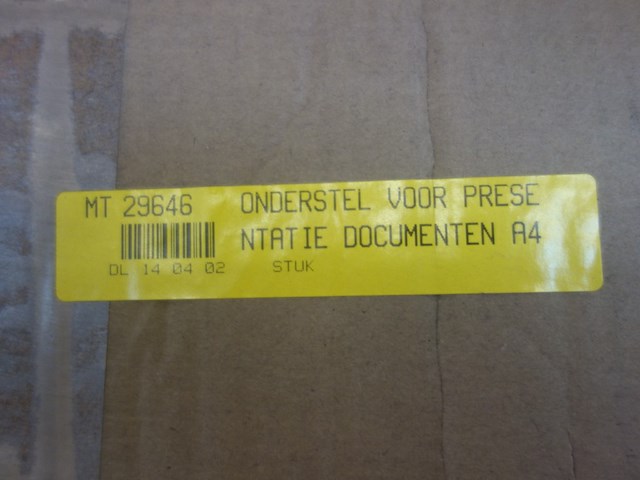 MT 29646 ONDERSTEL VOOR PRESE
NTATIE DOCUMENTEN A4
DL 14 04 02 STUK